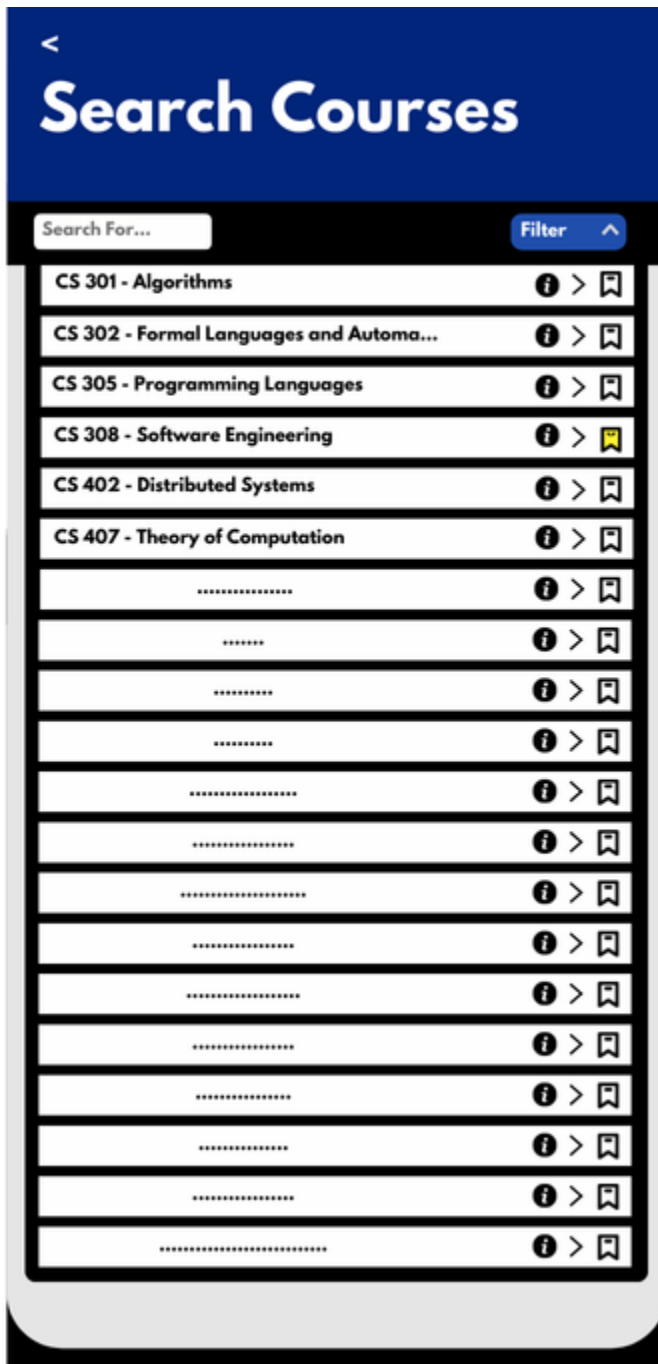 <
Search Courses
Search For...
Filter
CS 301 - Algorithms
CS 302 - Formal Languages and Automa...
CS 305 - Programming Languages
CS 308 - Software Engineering
CS 402 - Distributed Systems
CS 407 - Theory of Computation
................
.......
..........
..........
..................
.................
.....................
.................
...................
.................
................
...............
.................
............................